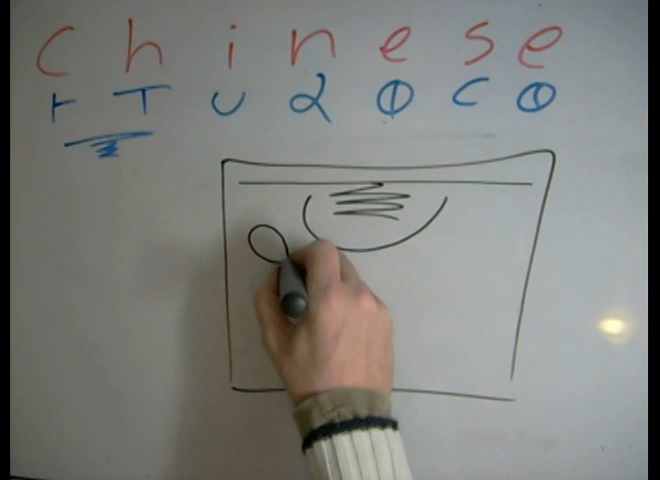 Chinese
⊢ T ∪ α ⦶ c ⦶